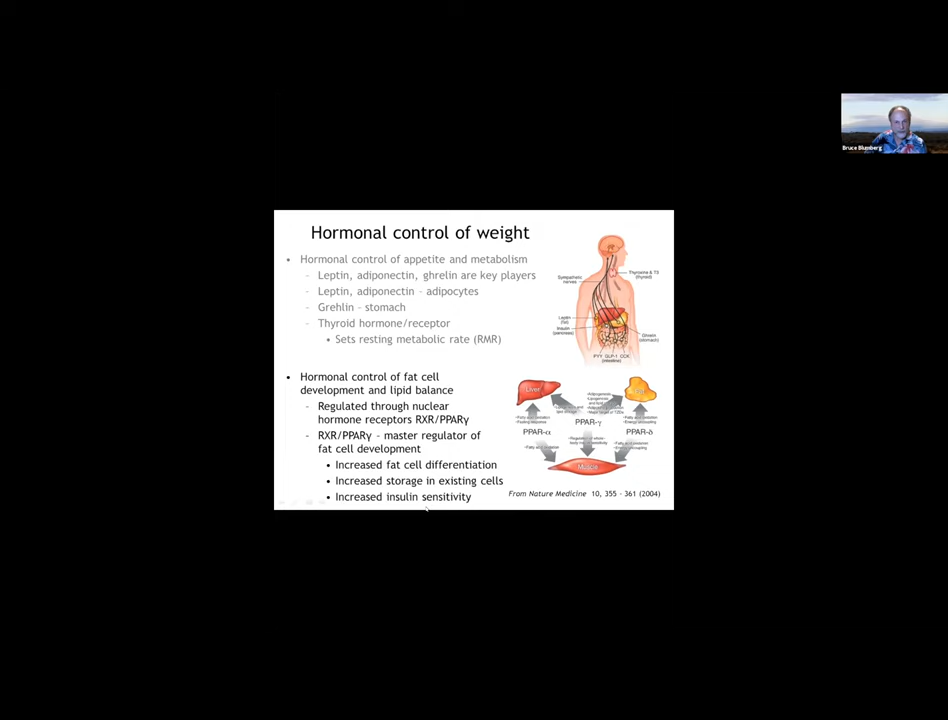 Bruce Blumberg
Hormonal control of weight
• Hormonal control of appetite and metabolism
– Leptin, adiponectin, ghrelin are key players
– Leptin, adiponectin – adipocytes
– Grehlin – stomach
– Thyroid hormone/receptor
• Sets resting metabolic rate (RMR)
• Hormonal control of fat cell
development and lipid balance
– Regulated through nuclear
hormone receptors RXR/PPARγ
– RXR/PPARγ – master regulator of
fat cell development
• Increased fat cell differentiation
• Increased storage in existing cells
• Increased insulin sensitivity
Sympathetic
nerves
Thyroxine & T3
(thyroid)
Leptin
(fat)
Insulin
(pancreas)
Ghrelin
(stomach)
PYY GLP-1 CCK
(intestine)
Liver
PPAR-α
PPAR-γ
PPAR-δ
Muscle
From Nature Medicine 10, 355 – 361 (2004)